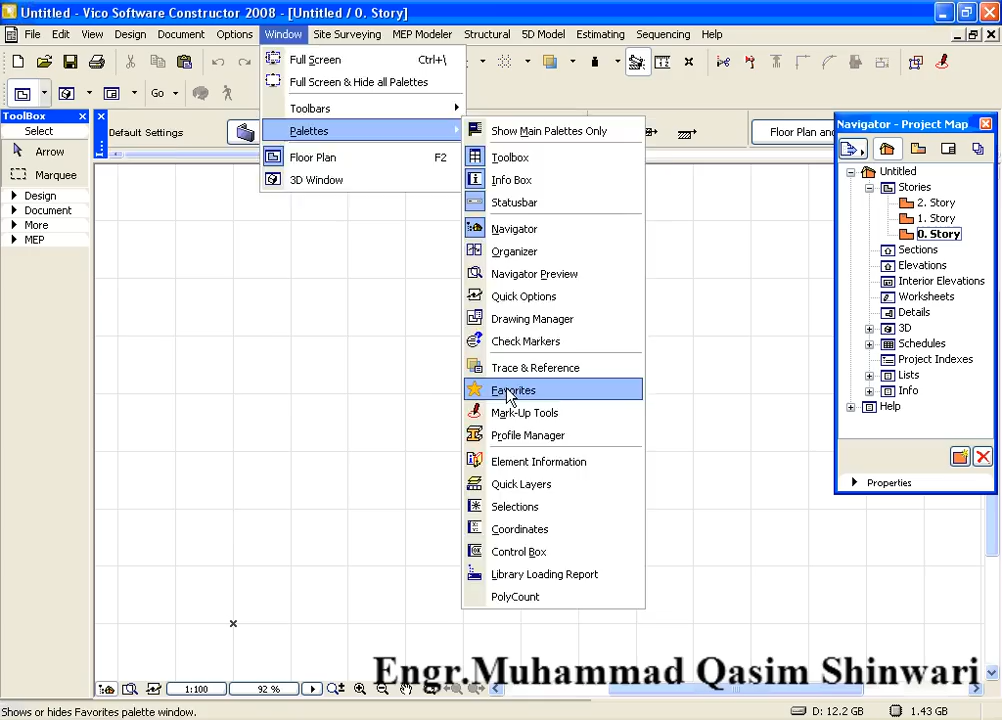 Untitled - Vico Software Constructor 2008 - [Untitled / 0. Story]
File Edit View Design Document Options Window Site Surveying MEP Modeler Structural 5D Model Estimating Sequencing Help
Go
ToolBox
Select
Arrow
Marquee
Design
Document
More
MEP
Default Settings
Floor Plan and
Full Screen Ctrl+\
Full Screen & Hide all Palettes
Toolbars
Palettes
Floor Plan F2
3D Window
Show Main Palettes Only
Toolbox
Info Box
Statusbar
Navigator
Organizer
Navigator Preview
Quick Options
Drawing Manager
Check Markers
Trace & Reference
Favorites
Mark-Up Tools
Profile Manager
Element Information
Quick Layers
Selections
Coordinates
Control Box
Library Loading Report
PolyCount
Navigator - Project Map
Untitled
Stories
2. Story
1. Story
0. Story
Sections
Elevations
Interior Elevations
Worksheets
Details
3D
Schedules
Project Indexes
Lists
Info
Help
Properties
Engr.Muhammad Qasim Shinwari
1:100
92 %
Shows or hides Favorites palette window.
D: 12.2 GB
1.43 GB